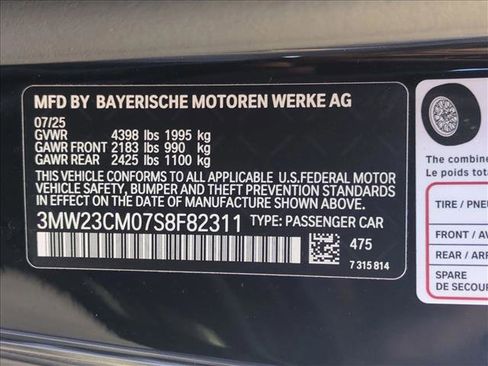 MFD BY BAYERISCHE MOTOREN WERKE AG
07/25
GVWR 4398 lbs 1995 kg
GAWR FRONT 2183 lbs 990 kg
GAWR REAR 2425 lbs 1100 kg
THIS VEHICLE CONFORMS TO ALL APPLICABLE U.S.FEDERAL MOTOR
VEHICLE SAFETY, BUMPER AND THEFT PREVENTION STANDARDS
IN EFFECT ON THE DATE OF MANUFACTURE SHOWN ABOVE.
3MW23CM07S8F82311 TYPE: PASSENGER CAR
475
7 315 814
The combine
Le poids total
TIRE / PNE
FRONT / AV
REAR / ARR
SPARE
DE SECOUR